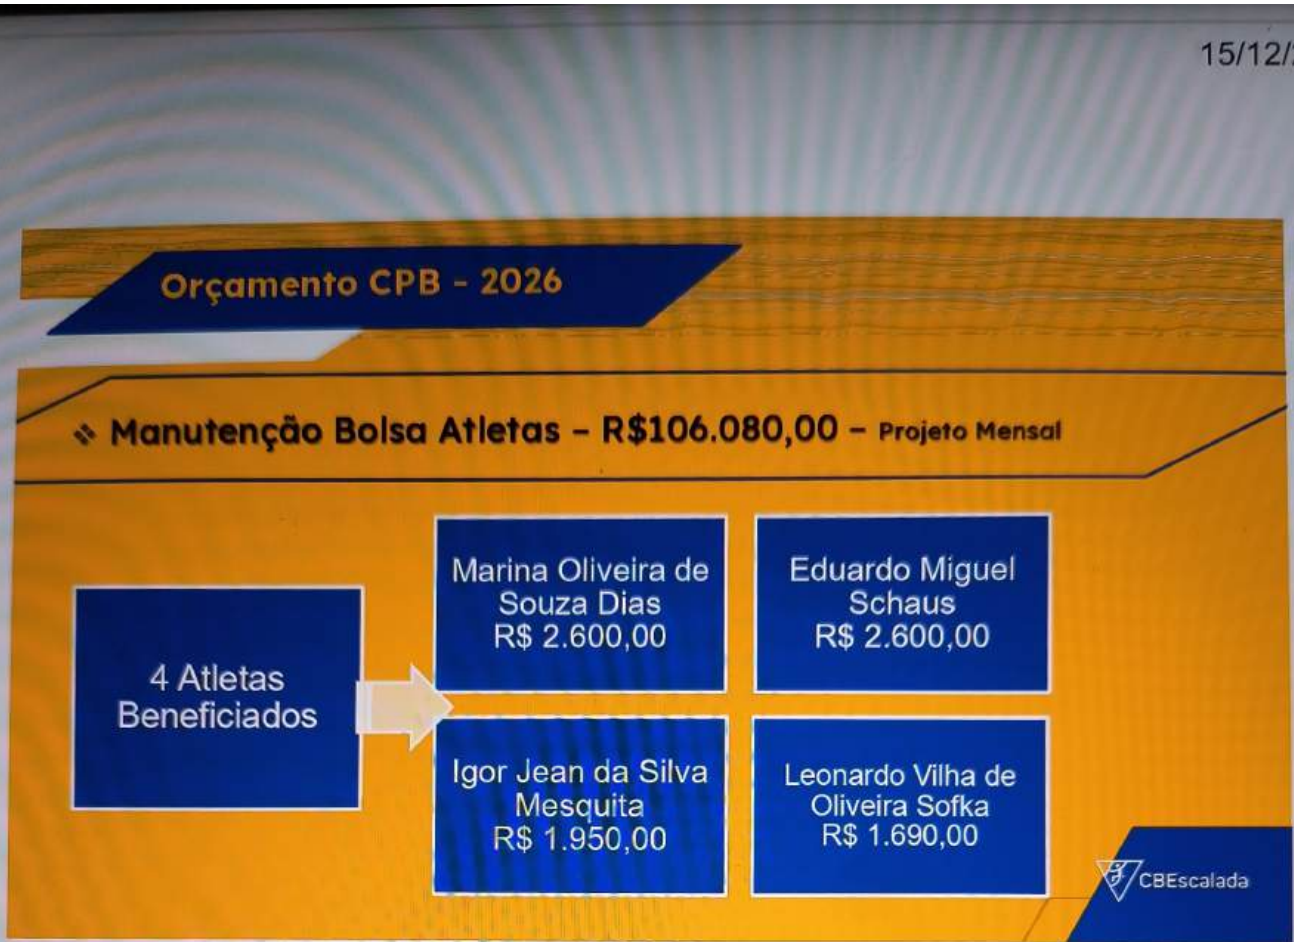 15/12/
Orçamento CPB - 2026
❖ Manutenção Bolsa Atletas – R$106.080,00 – Projeto Mensal
4 Atletas
Beneficiados
Marina Oliveira de
Souza Dias
R$ 2.600,00
Eduardo Miguel
Schaus
R$ 2.600,00
Igor Jean da Silva
Mesquita
R$ 1.950,00
Leonardo Vilha de
Oliveira Sofka
R$ 1.690,00
CBEscalada